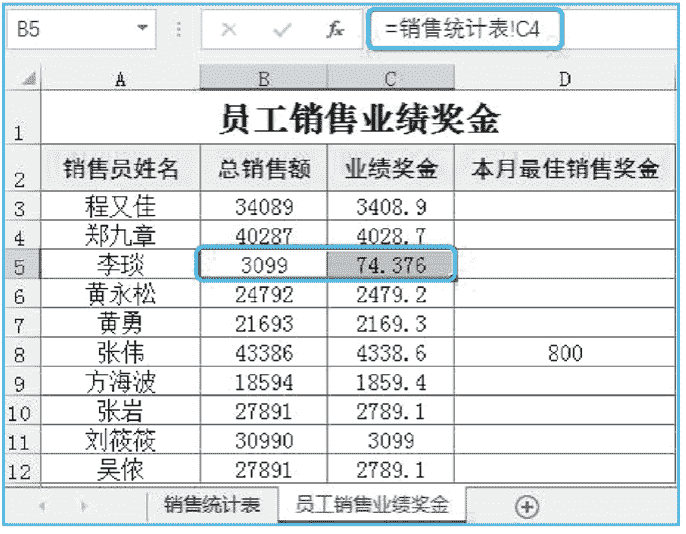 B5 fx =销售统计表!C4
A B C D
1 员工销售业绩奖金
2 销售员姓名 总销售额 业绩奖金 本月最佳销售奖金
3 程又佳 34089 3408.9
4 郑九章 40287 4028.7
5 李琰 3099 74.376
6 黄永松 24792 2479.2
7 黄勇 21693 2169.3
8 张伟 43386 4338.6 800
9 方海波 18594 1859.4
10 张岩 27891 2789.1
11 刘筱筱 30990 3099
12 吴侬 27891 2789.1
销售统计表 员工销售业绩奖金